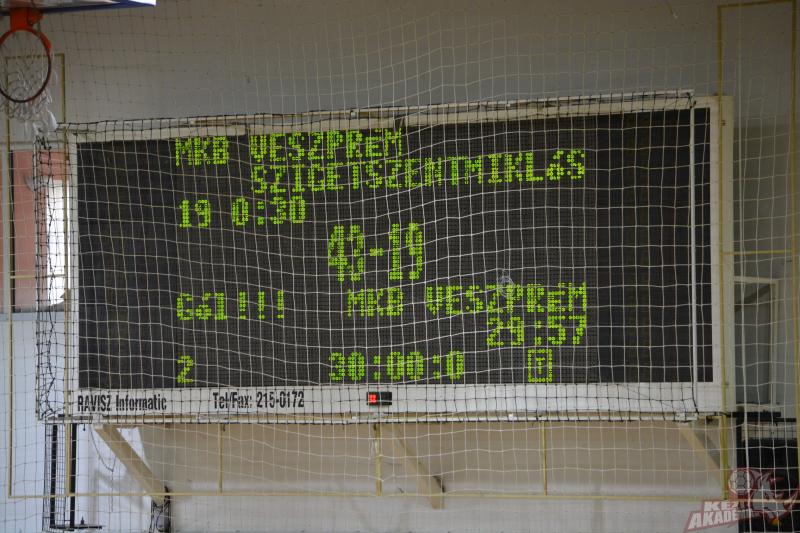 MKB VESZPRÉM
SZIGETSZENTMIKLóS
19 0:30
43-19
Gól!!! MKB VESZPRÉM
29:57
2 30:00:0
RAVISZ Informatic Tel/Fax: 215-0172